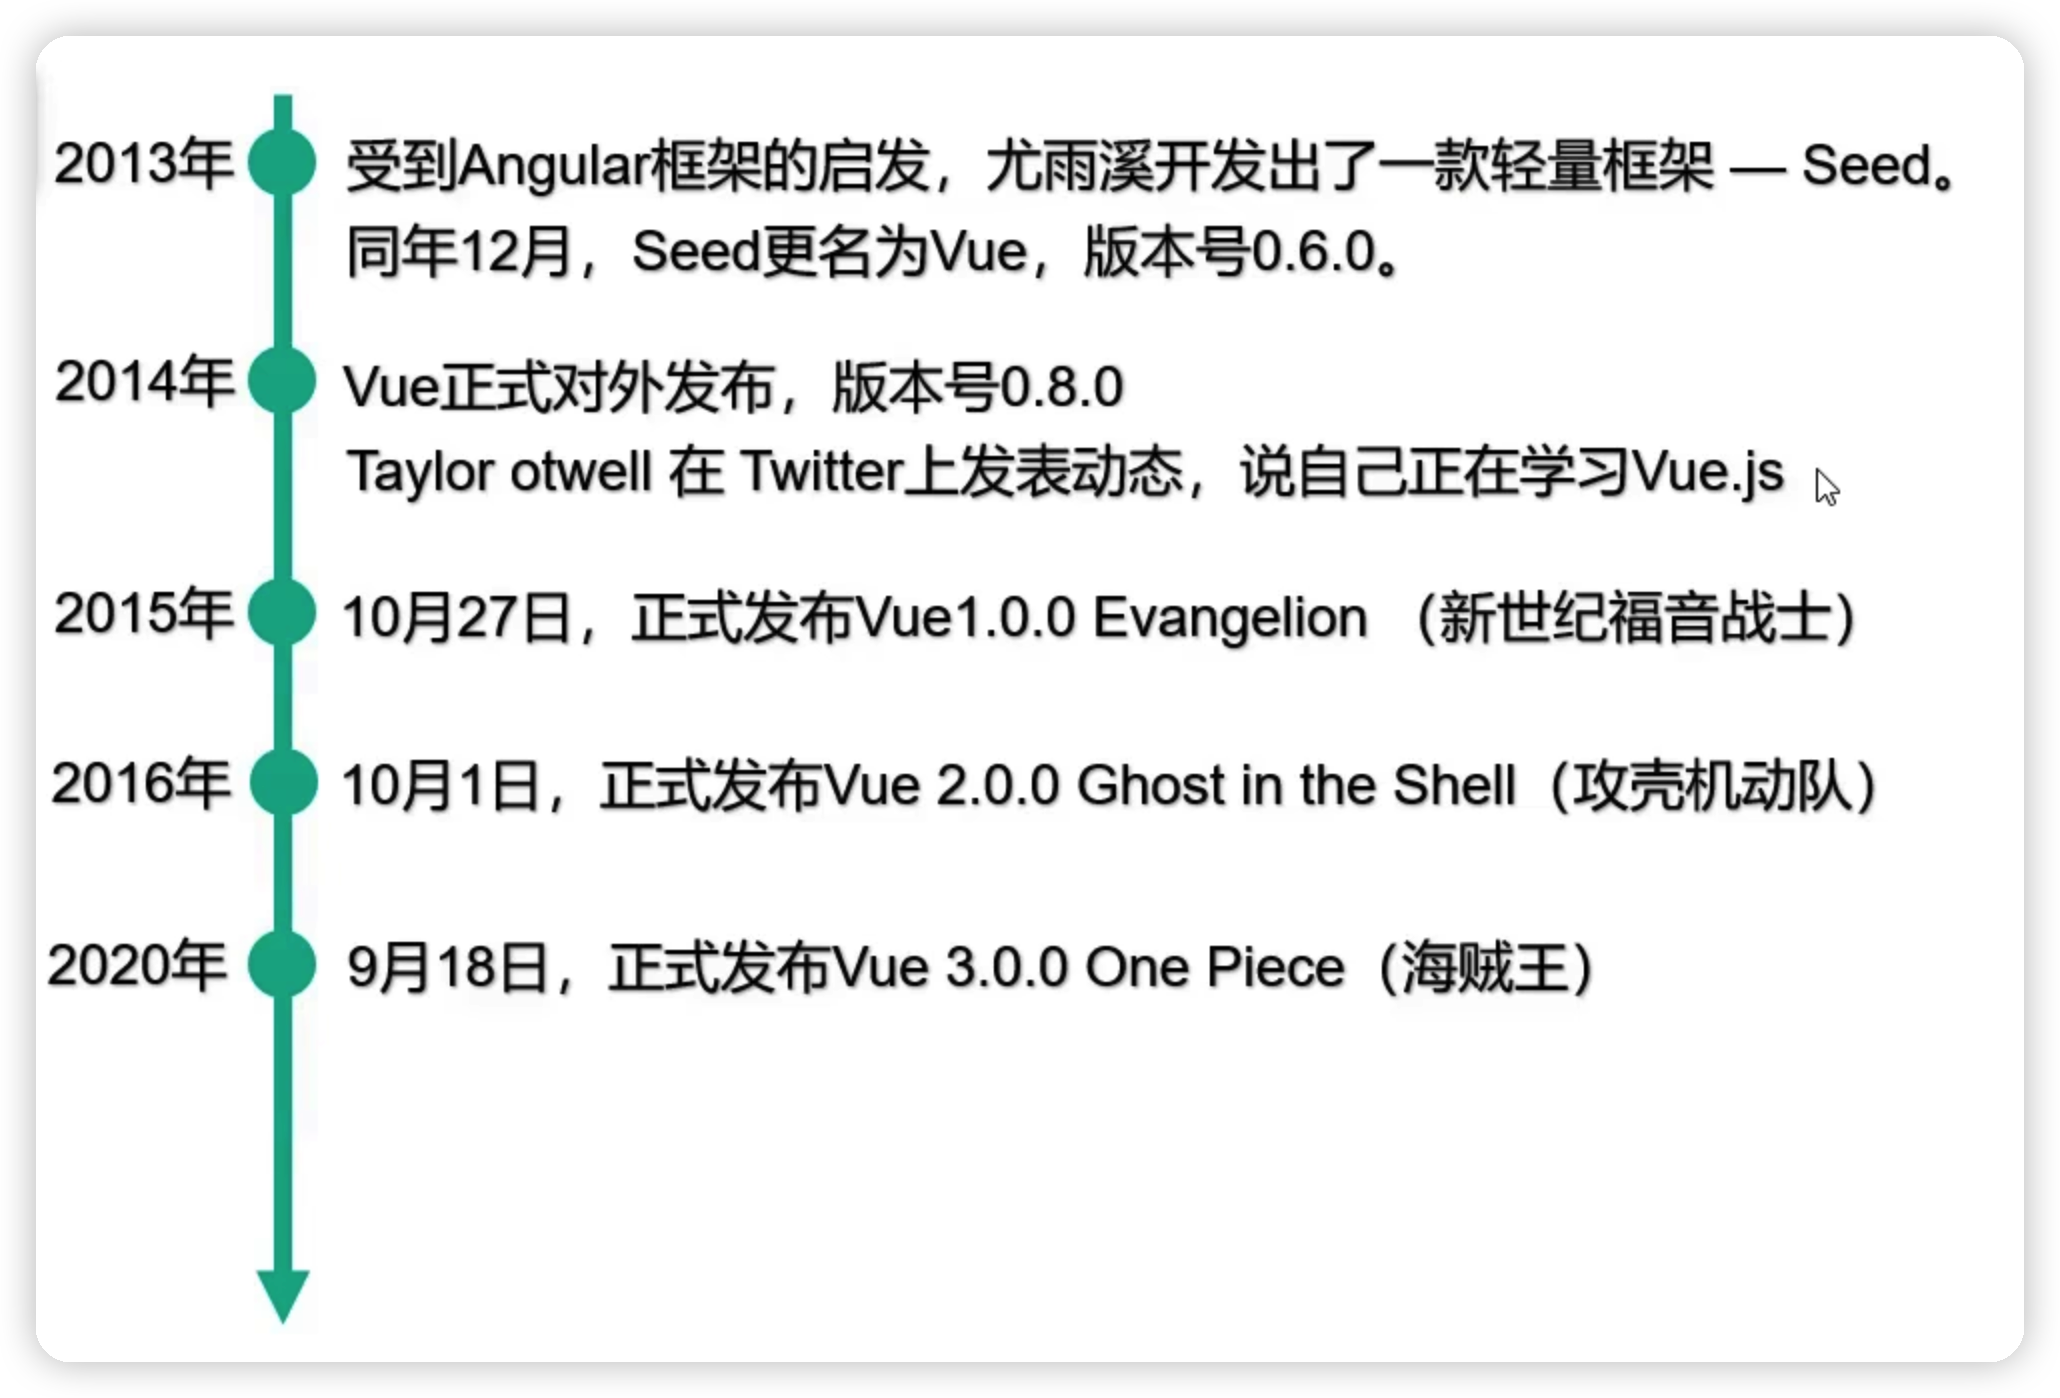 2013年
受到Angular框架的启发，尤雨溪开发出了一款轻量框架 — Seed。
同年12月，Seed更名为Vue，版本号0.6.0。
2014年
Vue正式对外发布，版本号0.8.0
Taylor otwell 在 Twitter上发表动态，说自己正在学习Vue.js
2015年
10月27日，正式发布Vue1.0.0 Evangelion （新世纪福音战士）
2016年
10月1日，正式发布Vue 2.0.0 Ghost in the Shell（攻壳机动队）
2020年
9月18日，正式发布Vue 3.0.0 One Piece（海贼王）